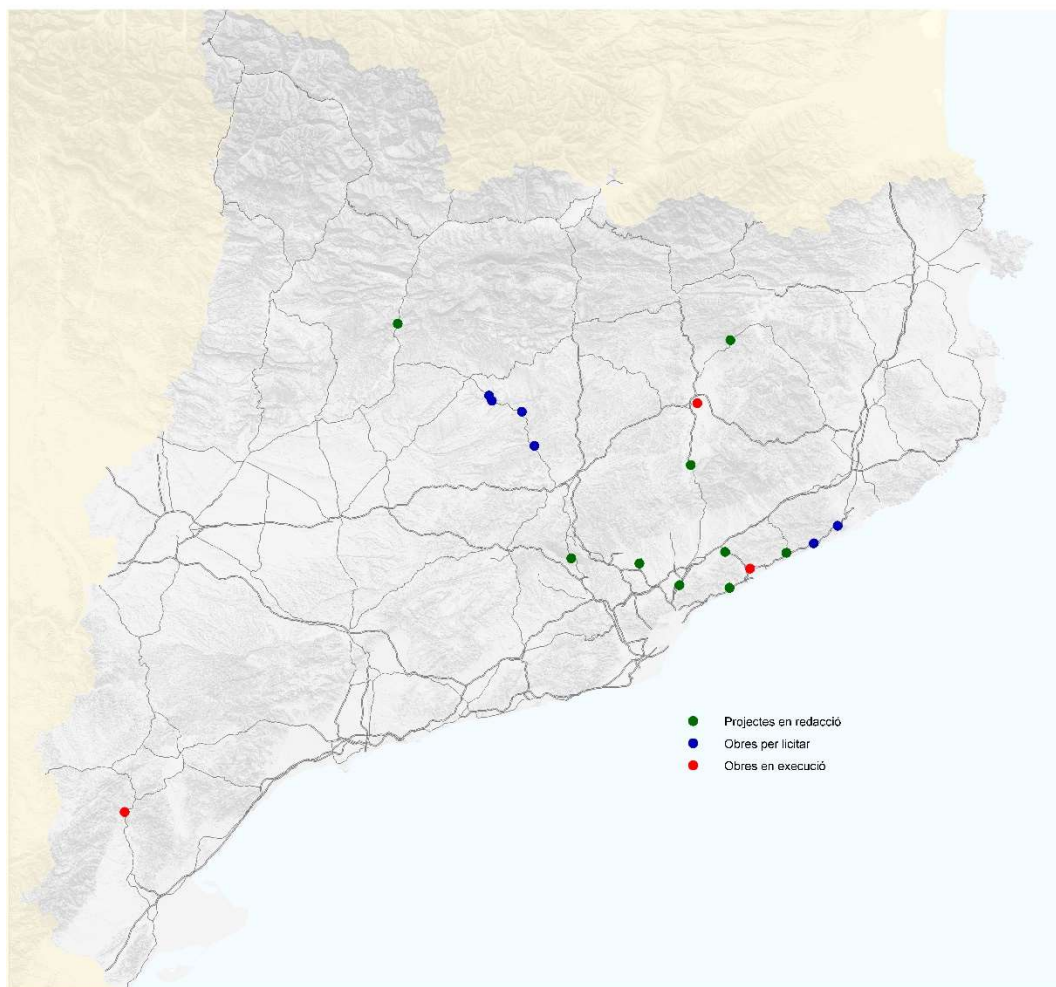 Projectes en redacció
Obres per licitar
Obres en execució